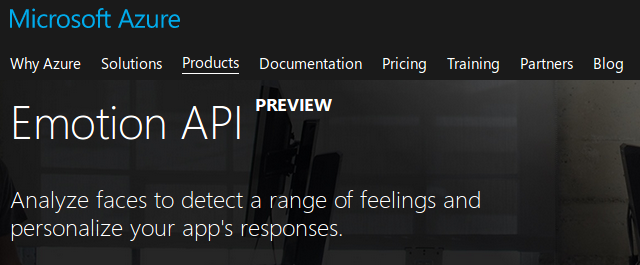 Microsoft Azure
Why Azure Solutions Products Documentation Pricing Training Partners Blog
Emotion API PREVIEW
Analyze faces to detect a range of feelings and
personalize your app's responses.